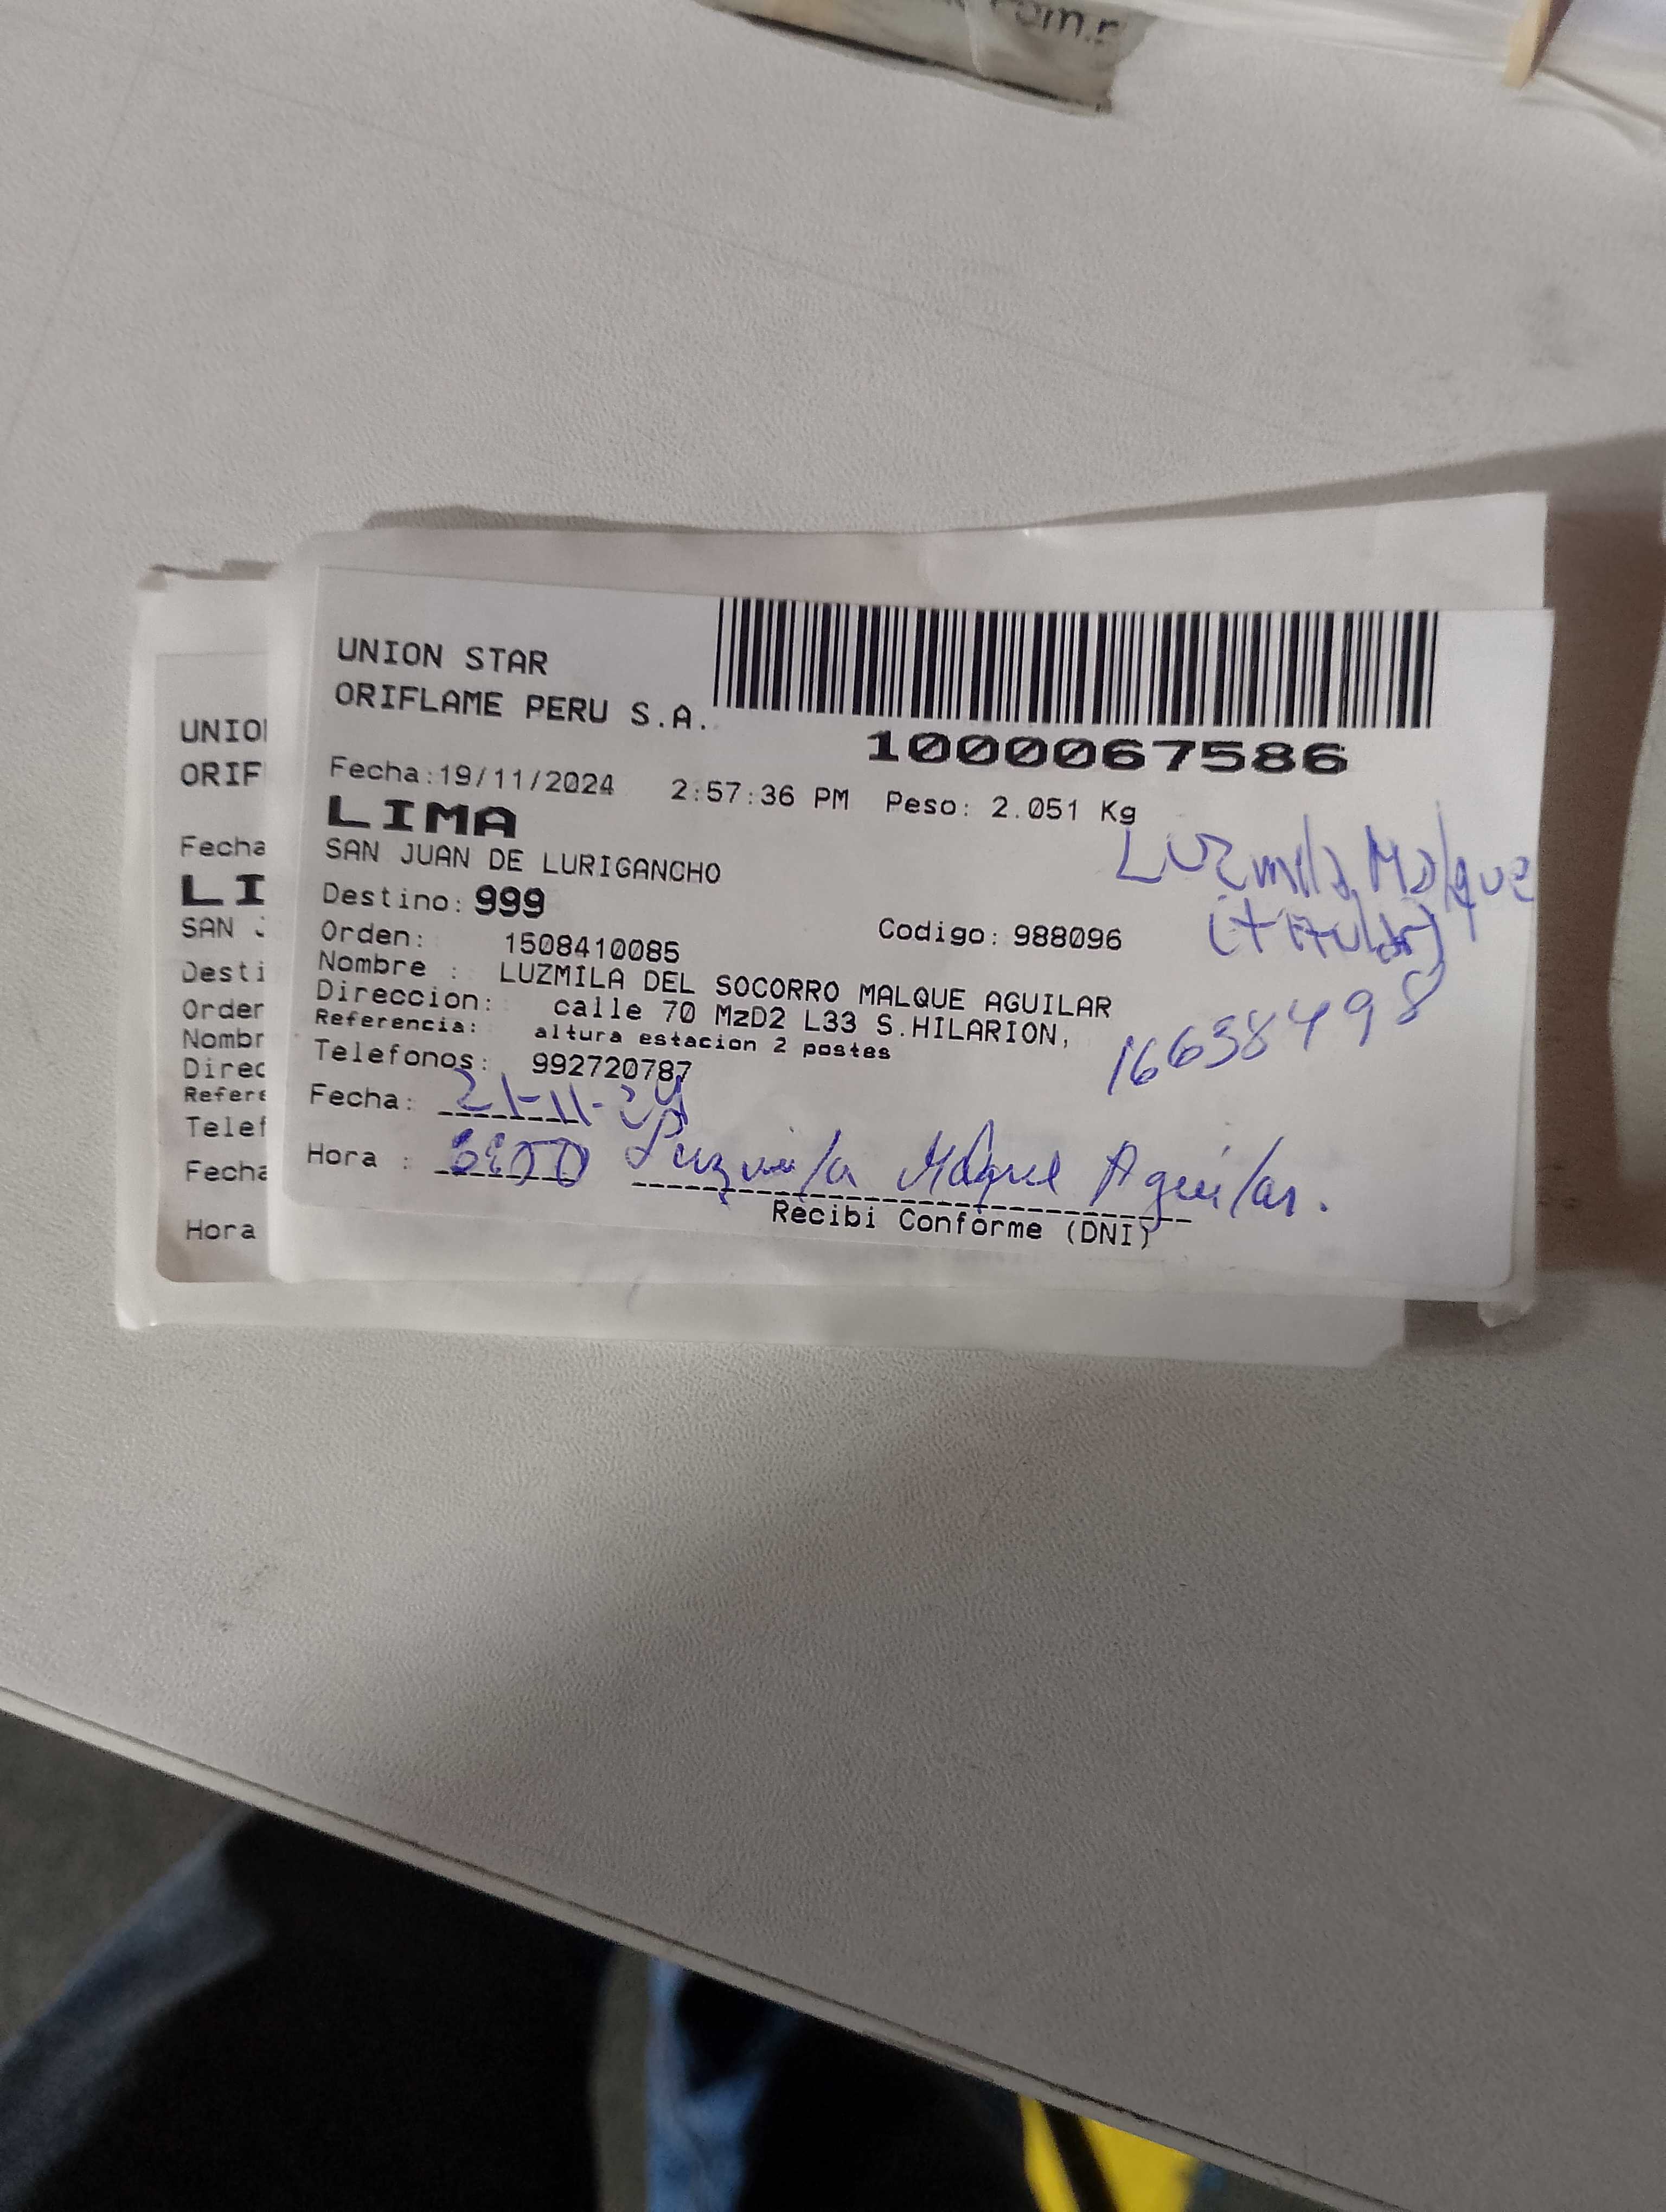 com.p
UNION STAR
ORIFLAME PERU S.A.
1000067586
Fecha:19/11/2024 2:57:36 PM Peso: 2.051 Kg
LIMA
SAN JUAN DE LURIGANCHO
Luzmila Malque
(titular)
Destino: 999
Orden: 1508410085 Codigo: 988096
Nombre : LUZMILA DEL SOCORRO MALQUE AGUILAR
Direccion: calle 70 MzD2 L33 S.HILARION,
Referencia: altura estacion 2 postes
16638498
Telefonos: 992720787
Fecha: 21-11-24
Hora : Luzmila Malque Aguilar.
Recibi Conforme (DNI)
UNIO
ORIF
Fecha
LI
SAN
Desti
Orden
Nombr
Direc
Refere
Telef
Fecha
Hora